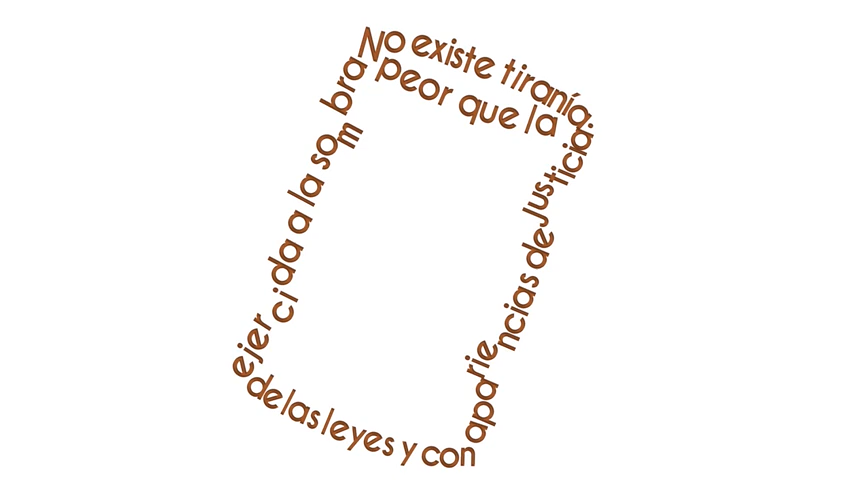 No existe tiranía
peor que la
ejercida a la sombra
de las leyes y con
apariencias de Justicia.